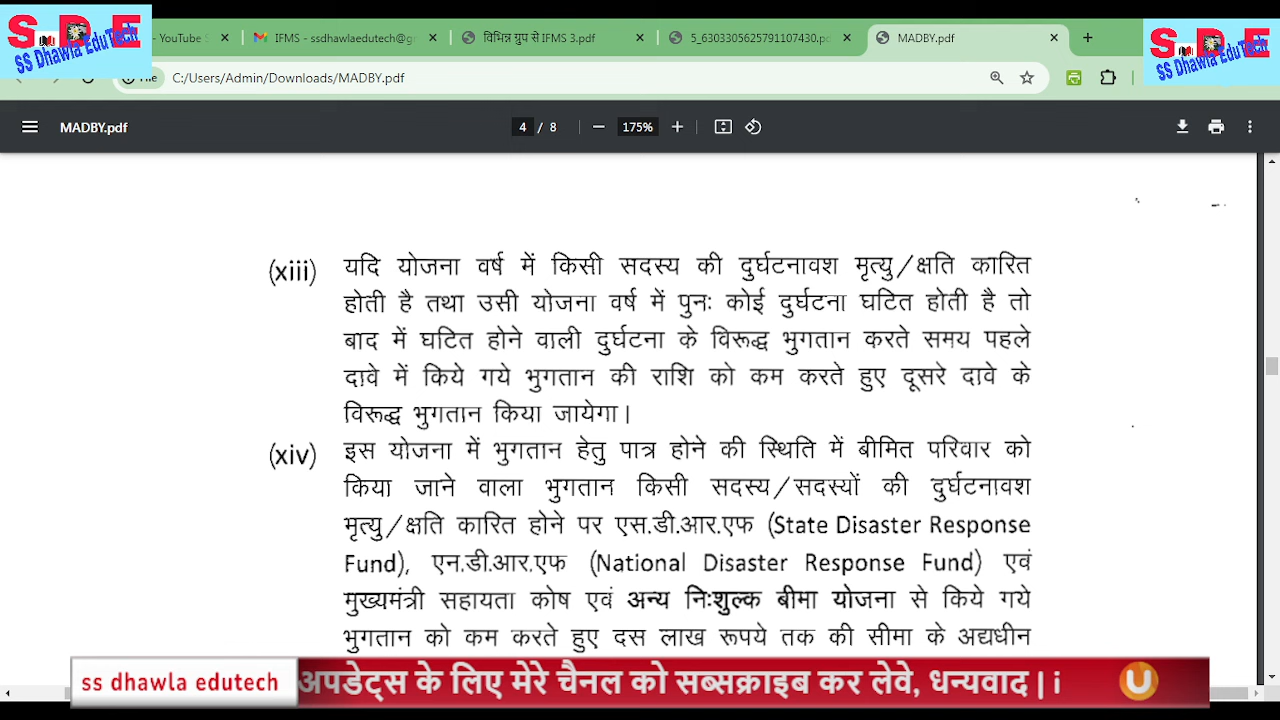 S D E
SS Dhawla EduTech
- YouTube
IFMS - ssdhawlaedutech@gr
विभिन्न ग्रुप से IFMS 3.pdf
5_6303305625791107430.pd
MADBY.pdf
S D E
SS Dhawla EduTech
File
C:/Users/Admin/Downloads/MADBY.pdf
MADBY.pdf
4 / 8
175%
(xiii) यदि योजना वर्ष में किसी सदस्य की दुर्घटनावश मृत्यु/क्षति कारित
होती है तथा उसी योजना वर्ष में पुनः कोई दुर्घटना घटित होती है तो
बाद में घटित होने वाली दुर्घटना के विरूद्ध भुगतान करते समय पहले
दावे में किये गये भुगतान की राशि को कम करते हुए दूसरे दावे के
विरूद्ध भुगतान किया जायेगा।
(xiv) इस योजना में भुगतान हेतु पात्र होने की स्थिति में बीमित परिवार को
किया जाने वाला भुगतान किसी सदस्य/सदस्यों की दुर्घटनावश
मृत्यु/क्षति कारित होने पर एस.डी.आर.एफ (State Disaster Response
Fund), एन.डी.आर.एफ (National Disaster Response Fund) एवं
मुख्यमंत्री सहायता कोष एवं अन्य निःशुल्क बीमा योजना से किये गये
भुगतान को कम करते हुए दस लाख रूपये तक की सीमा के अद्यधीन
ss dhawla edutech
अपडेट्स के लिए मेरे चैनल को सब्सक्राइब कर लेवे, धन्यवाद | i